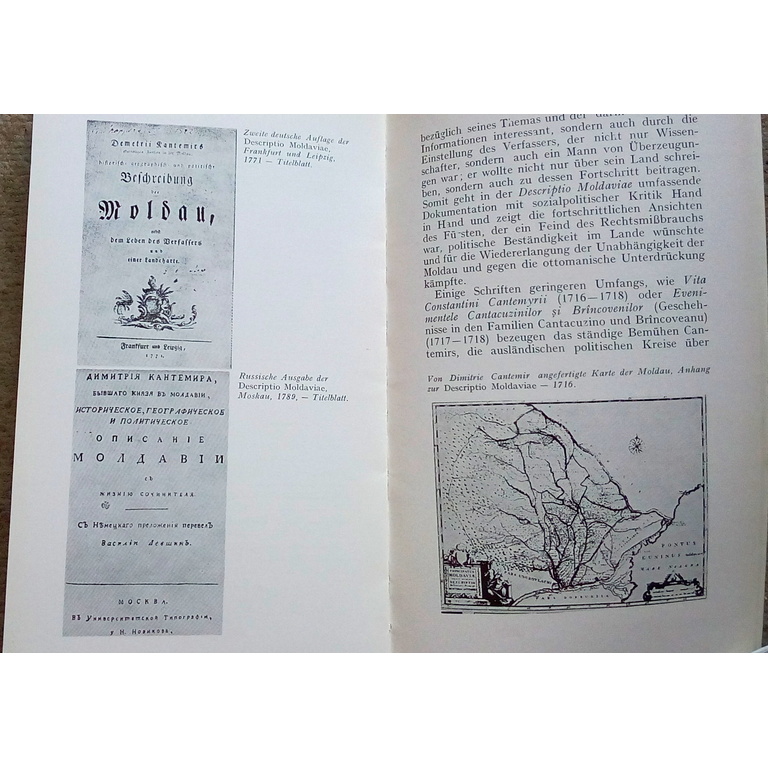 Demetrii Kantemirs
historisch- geographisch- und politische
Beschreibung
der
Moldau,
und
dem Leben des Verfassers
und
einer Landcharte.
Frankfurt und Leipzig,
1771.
Zweite deutsche Auflage der
Descriptio Moldaviae,
Frankfurt und Leipzig,
1771 — Titelblatt.
ДИМИТРІЯ КАНТЕМИРА,
БЫВШАГО КНЯЗЯ ВЪ МОЛДАВІИ,
ИСТОРИЧЕСКОЕ, ГЕОГРАФИЧЕСКОЕ
И ПОЛИТИЧЕСКОЕ
ОПИСАНІЕ
МОЛДАВІИ
СЪ
ЖИЗНІЮ СОЧИНИТЕЛЯ.
СЪ Нѣмецкаго преложенія перевелъ
Василій Левшинъ.
МОСКВА.
ВЪ Университетской Типографіи,
у Н. Новикова,
Russische Ausgabe der
Descriptio Moldaviae,
Moskau, 1789, — Titelblatt.
bezüglich seines Themas und der
Informationen interessant, sondern auch durch die
Einstellung des Verfassers, der nicht nur Wissen-
schafter, sondern auch ein Mann von Überzeugun-
gen war; er wollte nicht nur über sein Land schrei-
ben, sondern auch zu dessen Fortschritt beitragen.
Somit geht in der Descriptio Moldaviae umfassende
Dokumentation mit sozialpolitischer Kritik Hand
in Hand und zeigt die fortschrittlichen Ansichten
des Fürsten, der ein Feind des Rechtsmißbrauchs
war, politische Beständigkeit im Lande wünschte
und für die Wiedererlangung der Unabhängigkeit der
Moldau und gegen die ottomanische Unterdrückung
kämpfte.
Einige Schriften geringeren Umfangs, wie Vita
Constantini Cantemyrii (1716—1718) oder Eveni-
mentele Cantacuzinilor și Brîncovenilor (Gescheh-
nisse in den Familien Cantacuzino und Brîncoveanu)
(1717—1718) bezeugen das ständige Bemühen Can-
temirs, die ausländischen politischen Kreise über
Von Dimitrie Cantemir angefertigte Karte der Moldau, Anhang
zur Descriptio Moldaviae — 1716.
PONTUS
EUXINUS
MOLDAVIAE
DESCRIPTIO